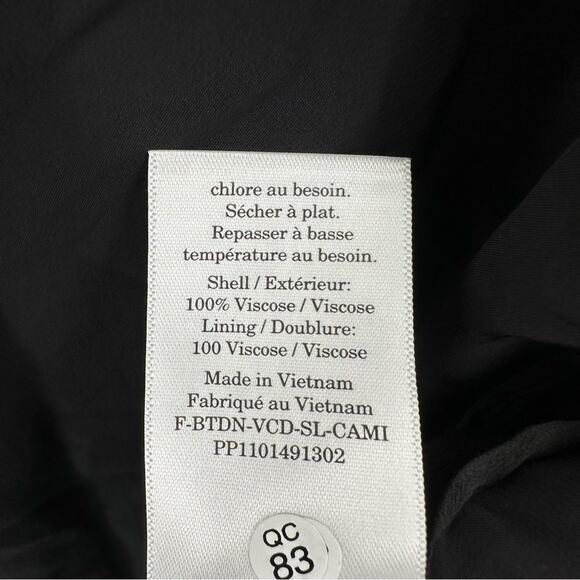 chlore au besoin.
Sécher à plat.
Repasser à basse
température au besoin.
Shell / Extérieur:
100% Viscose / Viscose
Lining / Doublure:
100 Viscose / Viscose
Made in Vietnam
Fabriqué au Vietnam
F-BTDN-VCD-SL-CAMI
PP1101491302
QC
83